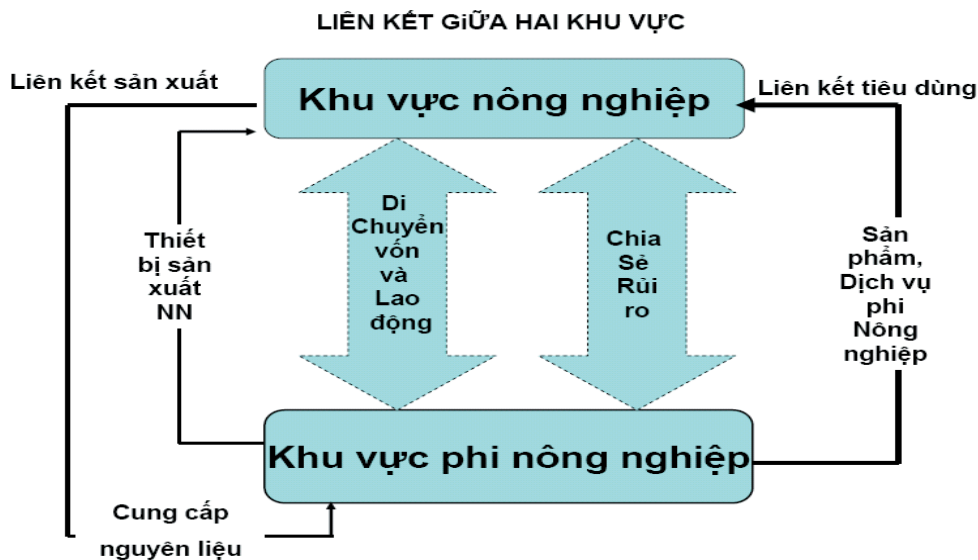 LIÊN KẾT GiỮA HAI KHU VỰC
Liên kết sản xuất
Khu vực nông nghiệp
Liên kết tiêu dùng
Thiết
bị sản
xuất
NN
Di
Chuyển
vốn
và
Lao
động
Chia
Sẻ
Rủi
ro
Sản
phẩm,
Dịch vụ
phi
Nông
nghiệp
Khu vực phi nông nghiệp
Cung cấp
nguyên liệu